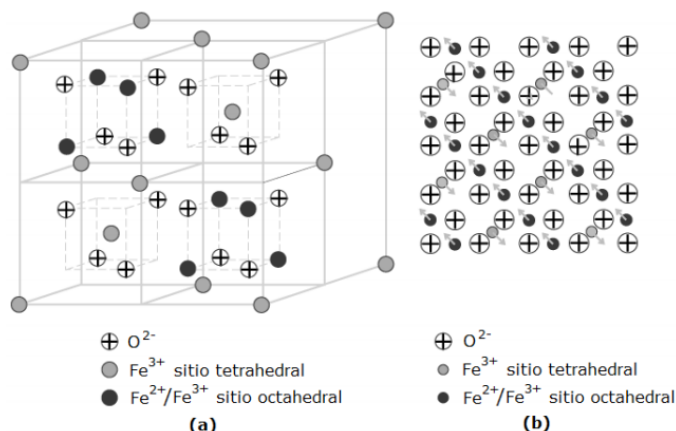 O²⁻
Fe³⁺ sitio tetrahedral
Fe²⁺/Fe³⁺ sitio octahedral
(a)
O²⁻
Fe³⁺ sitio tetrahedral
Fe²⁺/Fe³⁺ sitio octahedral
(b)